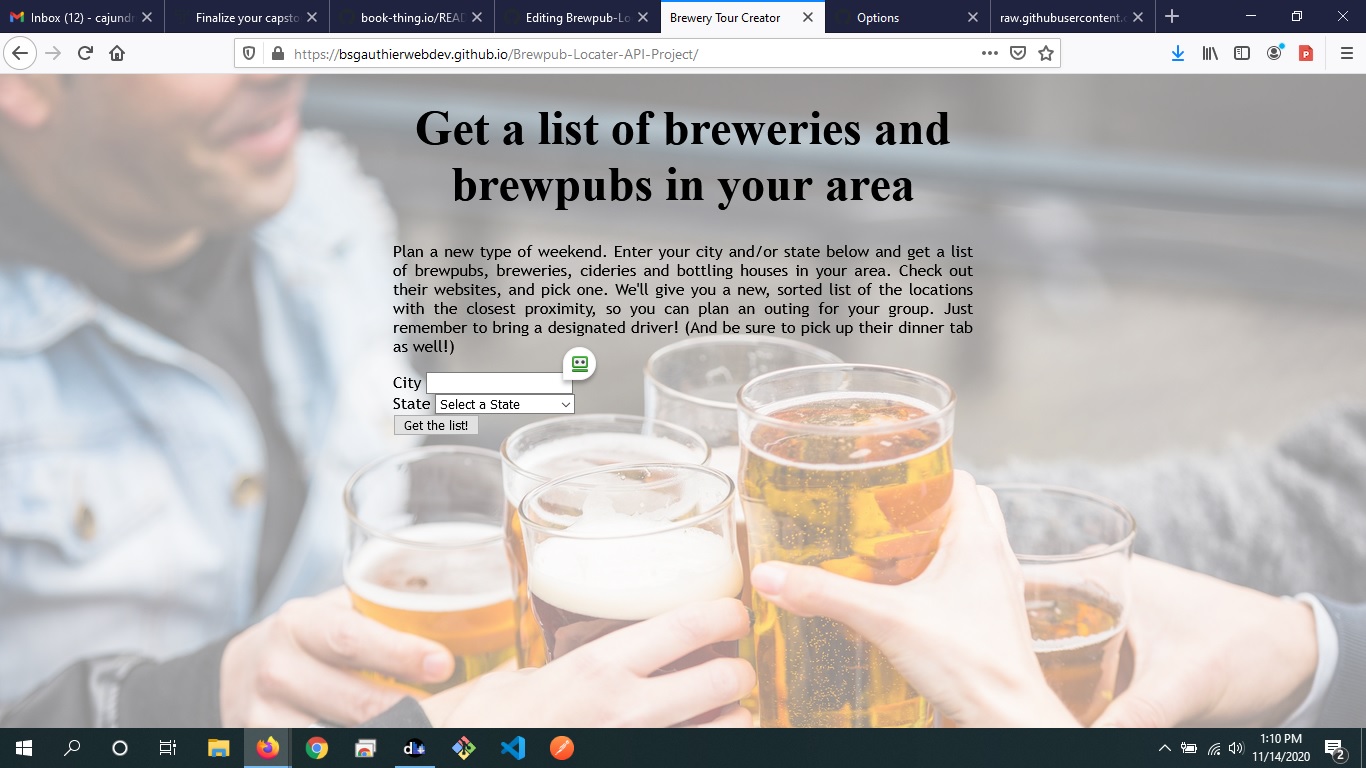 Inbox (12) - cajundr
Finalize your capsto
book-thing.io/READ
Editing Brewpub-Lo
Brewery Tour Creator
Options
raw.githubusercontent.c
https://bsgauthierwebdev.github.io/Brewpub-Locater-API-Project/
Get a list of breweries and
brewpubs in your area
Plan a new type of weekend. Enter your city and/or state below and get a list
of brewpubs, breweries, cideries and bottling houses in your area. Check out
their websites, and pick one. We'll give you a new, sorted list of the locations
with the closest proximity, so you can plan an outing for your group. Just
remember to bring a designated driver! (And be sure to pick up their dinner tab
as well!)
City
State Select a State
Get the list!
1:10 PM
11/14/2020
2